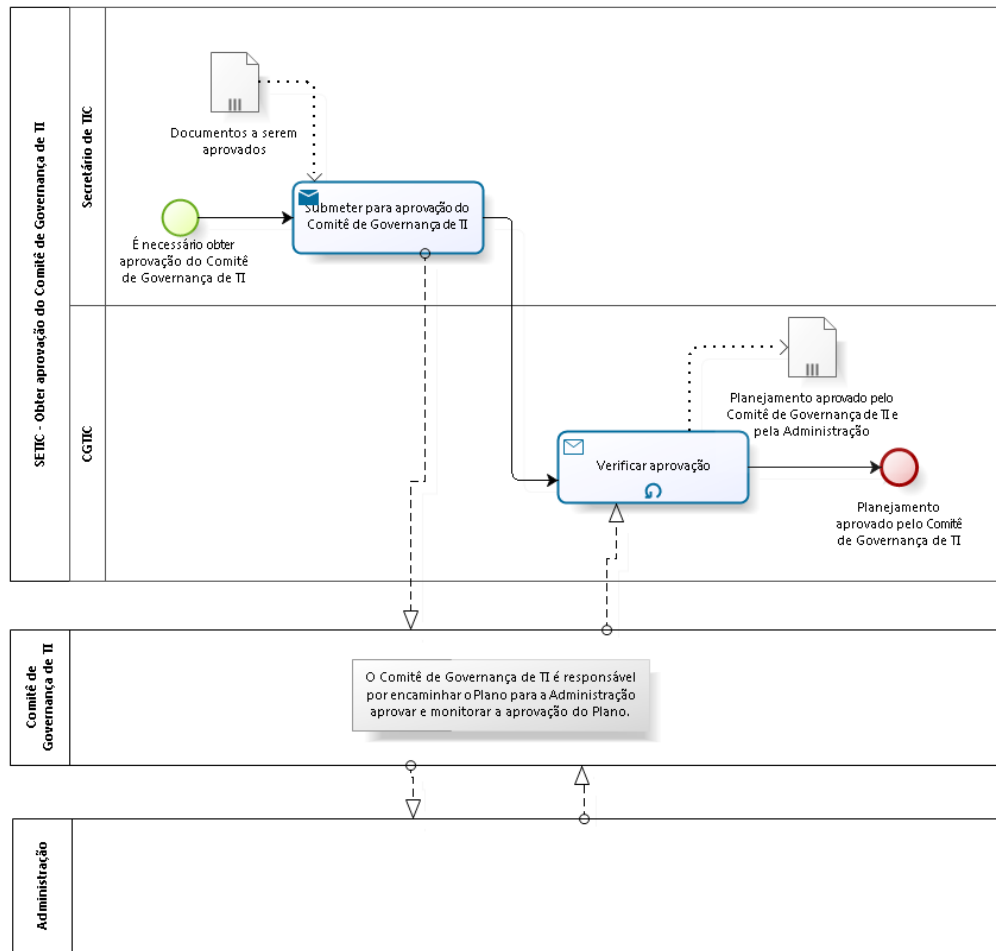 SETIC - Obter aprovação do Comitê de Governança de TI
Secretário de TIC
Documentos a serem
aprovados
É necessário obter
aprovação do Comitê
de Governança de TI
Submeter para aprovação do
Comitê de Governança de TI
CGTIC
Planejamento aprovado pelo
Comitê de Governança de TI e
pela Administração
Verificar aprovação
Planejamento
aprovado pelo Comitê
de Governança de TI
Comitê de
Governança de TI
O Comitê de Governança de TI é responsável
por encaminhar o Plano para a Administração
aprovar e monitorar a aprovação do Plano.
Administração